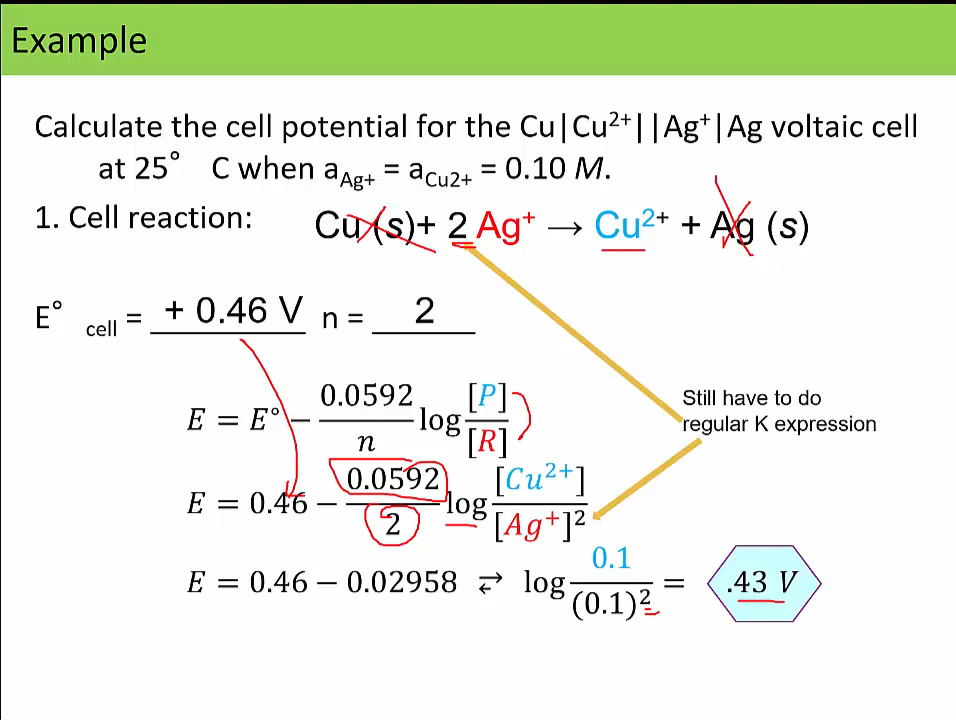 Example
Calculate the cell potential for the Cu|Cu²⁺||Ag⁺|Ag voltaic cell
at 25° C when a_Ag+ = a_Cu2+ = 0.10 M.
1. Cell reaction: Cu (s)+ 2 Ag⁺ → Cu²⁺ + Ag (s)
E° cell = + 0.46 V n = 2
E = E° − 0.0592/n log [P]/[R]
Still have to do
regular K expression
E = 0.46 − 0.0592/2 log [Cu²⁺]/[Ag⁺]²
E = 0.46 − 0.02958 ⇄ log 0.1/(0.1)² = .43 V